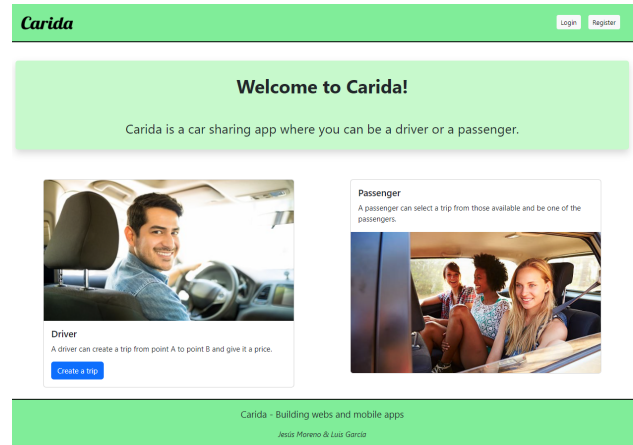 Carida
Login Register
Welcome to Carida!
Carida is a car sharing app where you can be a driver or a passenger.
Driver
A driver can create a trip from point A to point B and give it a price.
Create a trip
Passenger
A passenger can select a trip from those available and be one of the
passengers.
Carida - Building webs and mobile apps
Jesús Moreno & Luis García